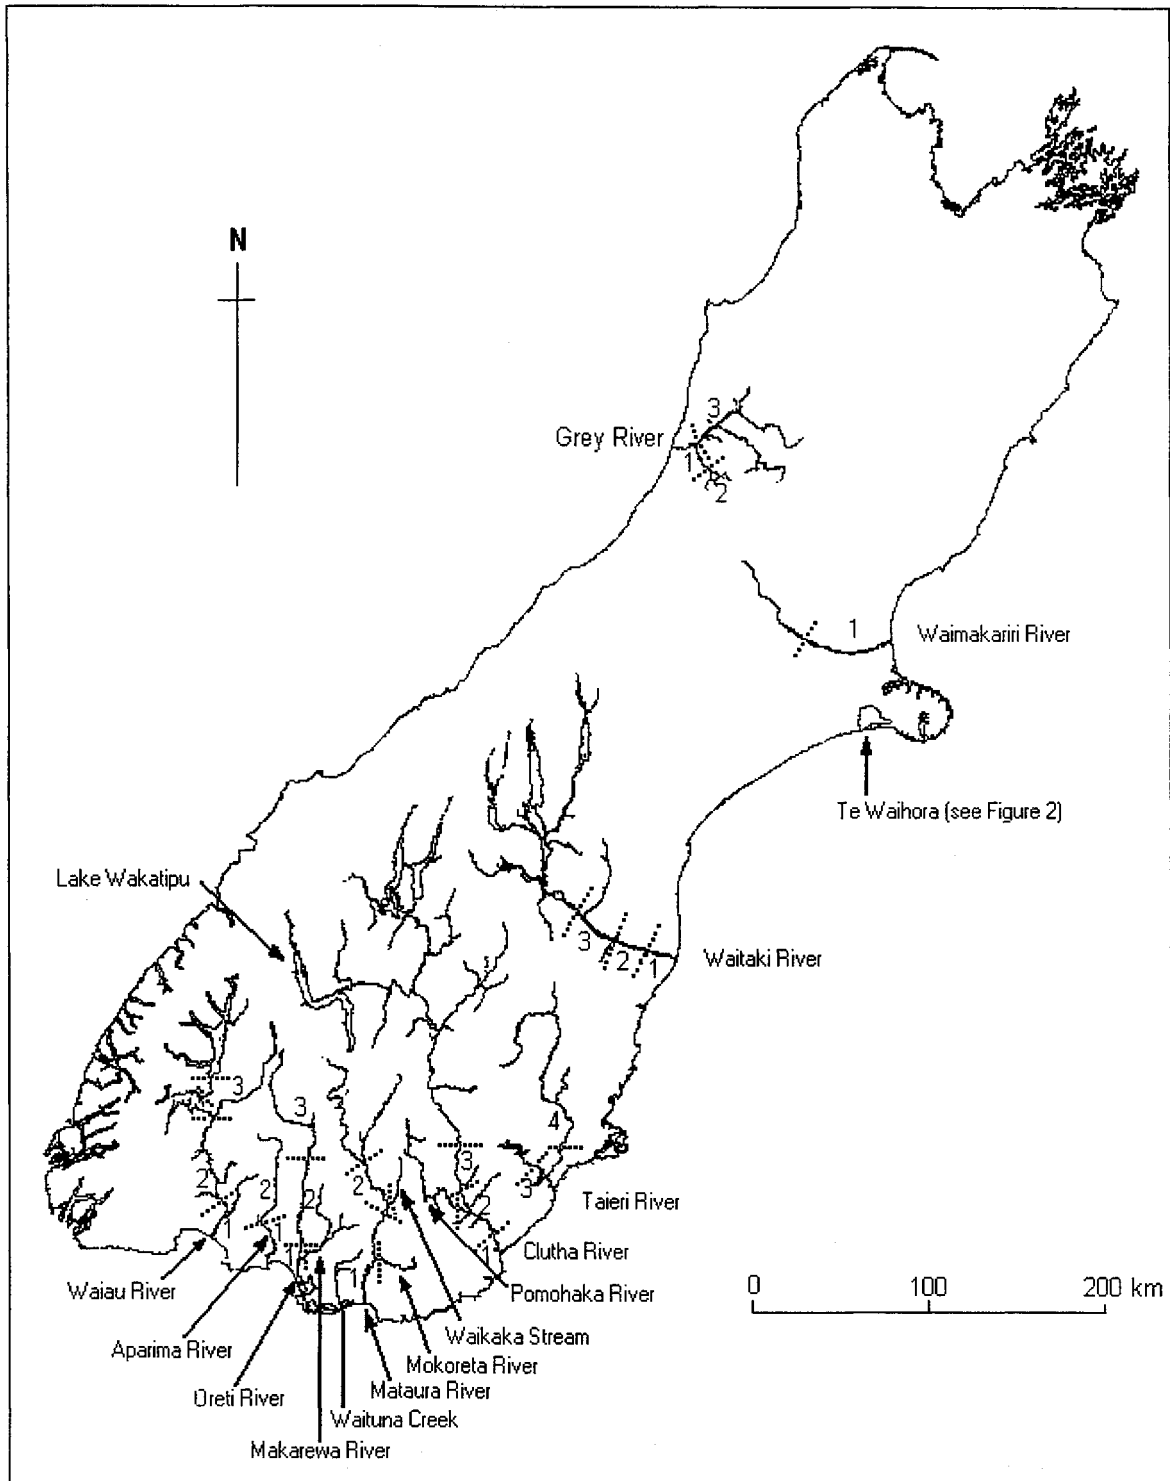 N
3
Grey River
1
2
1
Waimakariri River
Te Waihora (see Figure 2)
Lake Wakatipu
3
2
1
Waitaki River
3
3
4
2
2
2
2
3
3
2
Taieri River
1
1
1
1
1
Clutha River
Waiau River
Pomohaka River
0 100 200 km
Aparima River
Waikaka Stream
Mokoreta River
Oreti River
Mataura River
Waituna Creek
Makarewa River